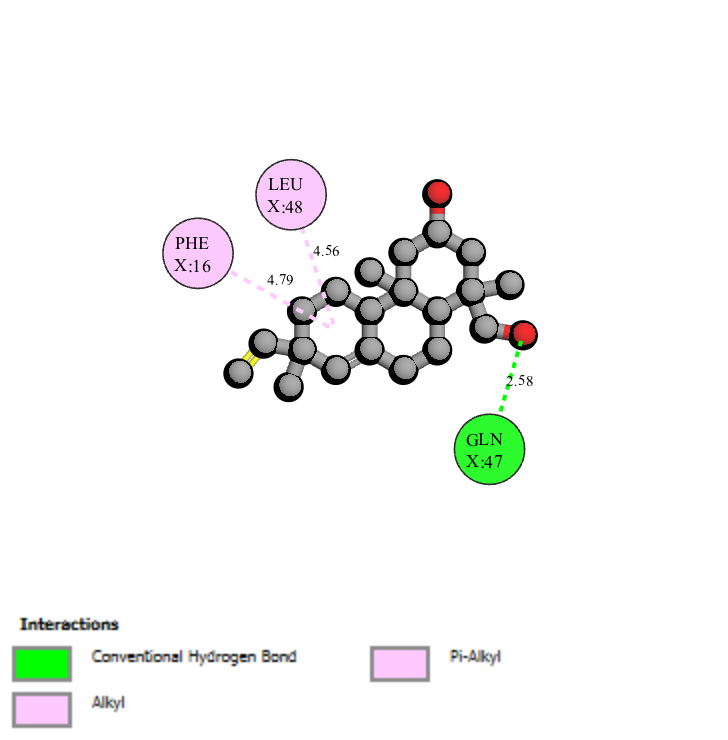 LEU
X:48
PHE
X:16
4.56
4.79
2.58
GLN
X:47
Interactions
Conventional Hydrogen Bond
Pi-Alkyl
Alkyl